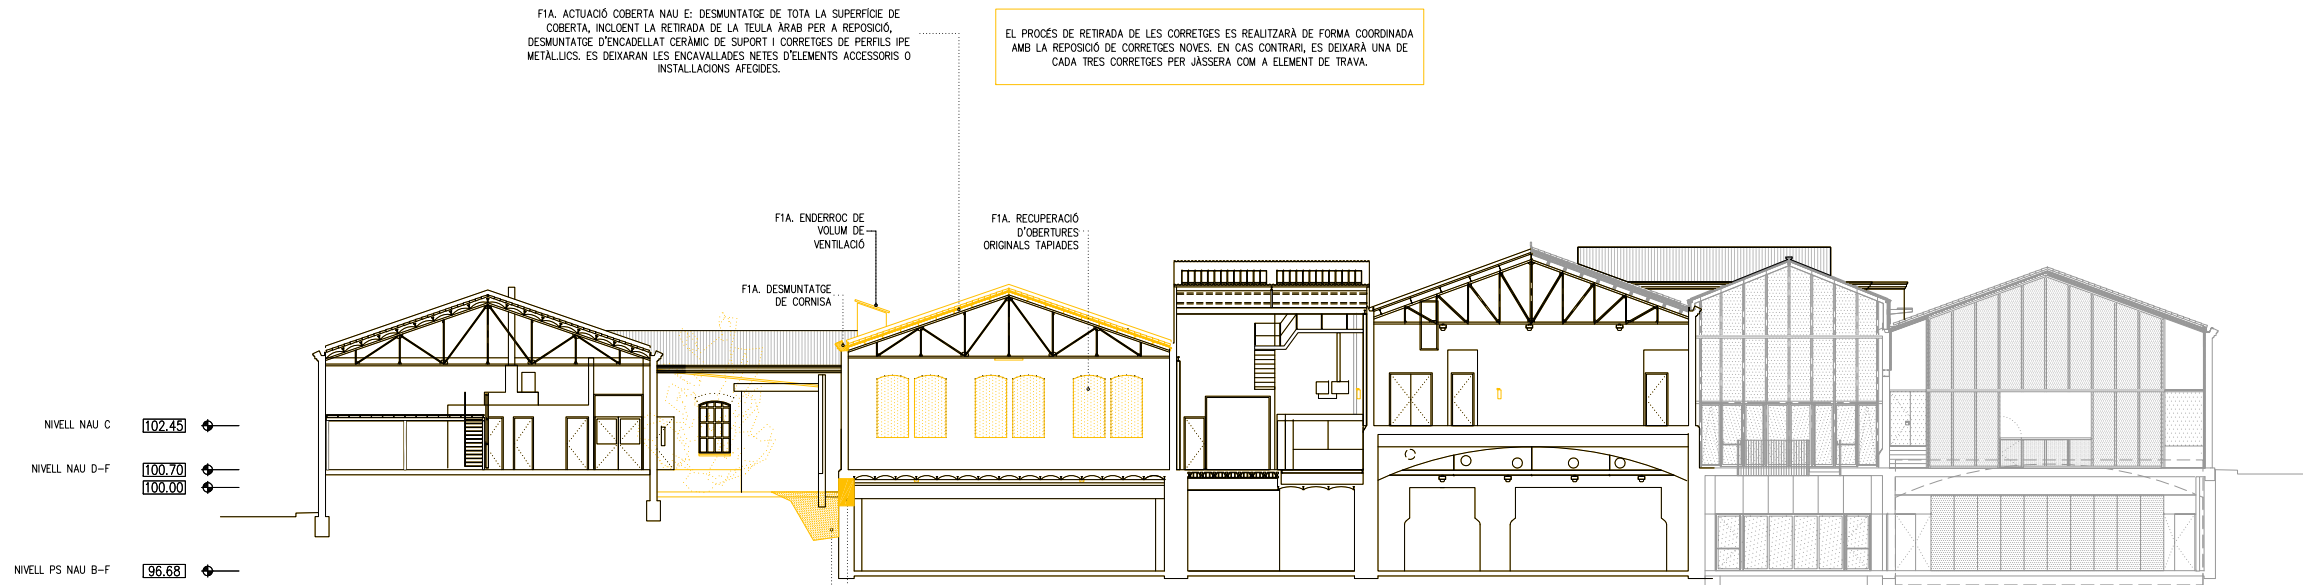 F1A. ACTUACIÓ COBERTA NAU E: DESMUNTATGE DE TOTA LA SUPERFÍCIE DE
COBERTA, INCLOENT LA RETIRADA DE LA TEULA ÀRAB PER A REPOSICIÓ,
DESMUNTATGE D'ENCADELLAT CERÀMIC DE SUPORT I CORRETGES DE PERFILS IPE
METÀL.LICS. ES DEIXARAN LES ENCAVALLADES NETES D'ELEMENTS ACCESSORIS O
INSTAL.LACIONS AFEGIDES.
EL PROCÉS DE RETIRADA DE LES CORRETGES ES REALITZARÀ DE FORMA COORDINADA
AMB LA REPOSICIÓ DE CORRETGES NOVES. EN CAS CONTRARI, ES DEIXARÀ UNA DE
CADA TRES CORRETGES PER JÀSSERA COM A ELEMENT DE TRAVA.
F1A. ENDERROC DE
VOLUM DE
VENTILACIÓ
F1A. RECUPERACIÓ
D'OBERTURES
ORIGINALS TAPIADES
F1A. DESMUNTATGE
DE CORNISA
NIVELL NAU C 102.45
NIVELL NAU D-F 100.70
100.00
NIVELL PS NAU B-F 96.68